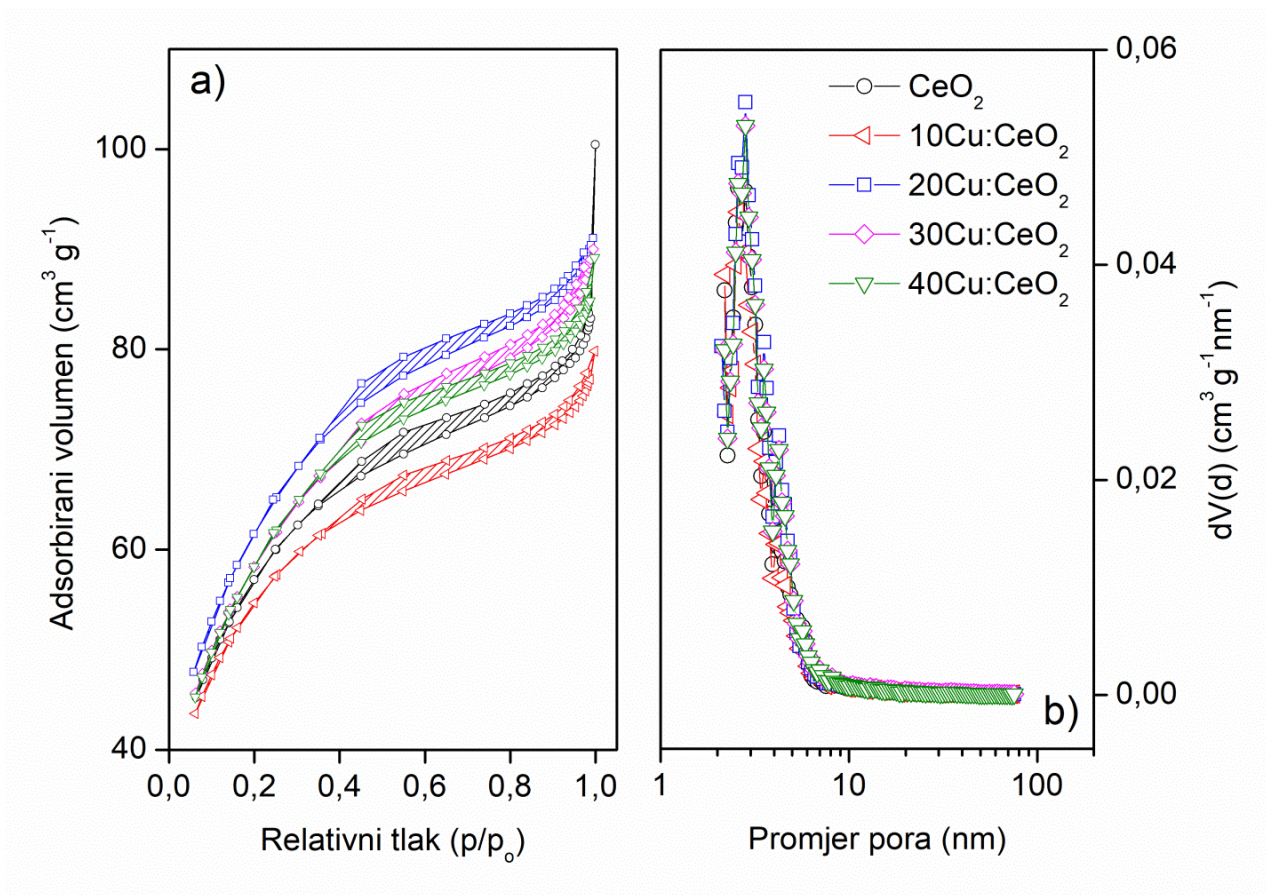 a)
100
80
60
40
0,0
0,2
0,4
0,6
0,8
1,0
Adsorbirani volumen (cm³ g⁻¹)
Relativni tlak (p/pₒ)
CeO₂
10Cu:CeO₂
20Cu:CeO₂
30Cu:CeO₂
40Cu:CeO₂
b)
0,06
0,04
0,02
0,00
1
10
100
dV(d) (cm³ g⁻¹nm⁻¹)
Promjer pora (nm)